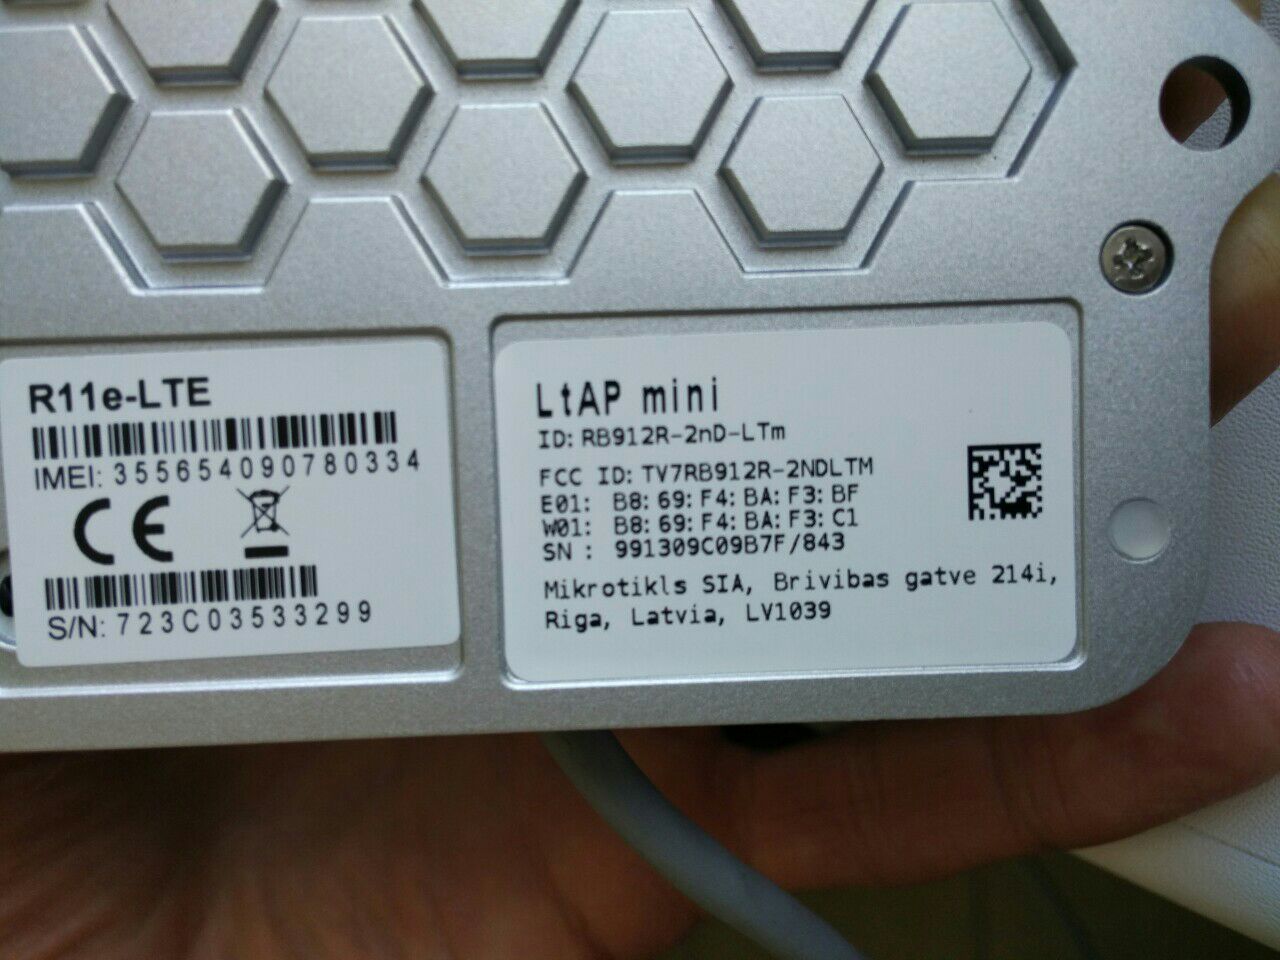 R11e-LTE
IMEI: 355654090780334
CE
S/N: 723C03533299
LtAP mini
ID: RB912R-2nD-LTm
FCC ID: TV7RB912R-2NDLTM
E01: B8:69:F4:BA:F3:BF
W01: B8:69:F4:BA:F3:C1
SN : 991309C09B7F/843
Mikrotikls SIA, Brivibas gatve 214i,
Riga, Latvia, LV1039